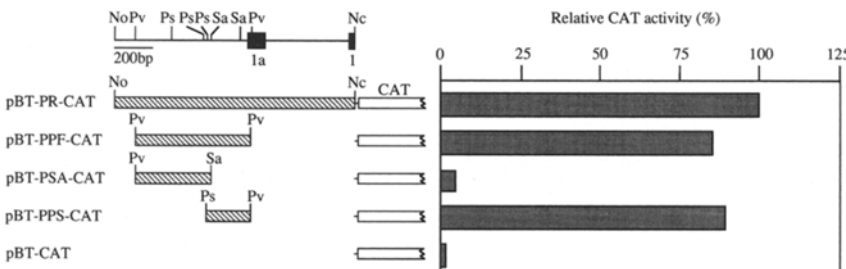 Relative CAT activity (%)
No Pv Ps PsPs Sa Sa Pv Nc
0 25 50 75 100 125
200bp 1a 1
No Nc
CAT
pBT-PR-CAT
Pv Pv
pBT-PPF-CAT
Pv Sa
pBT-PSA-CAT
Ps Pv
pBT-PPS-CAT
pBT-CAT